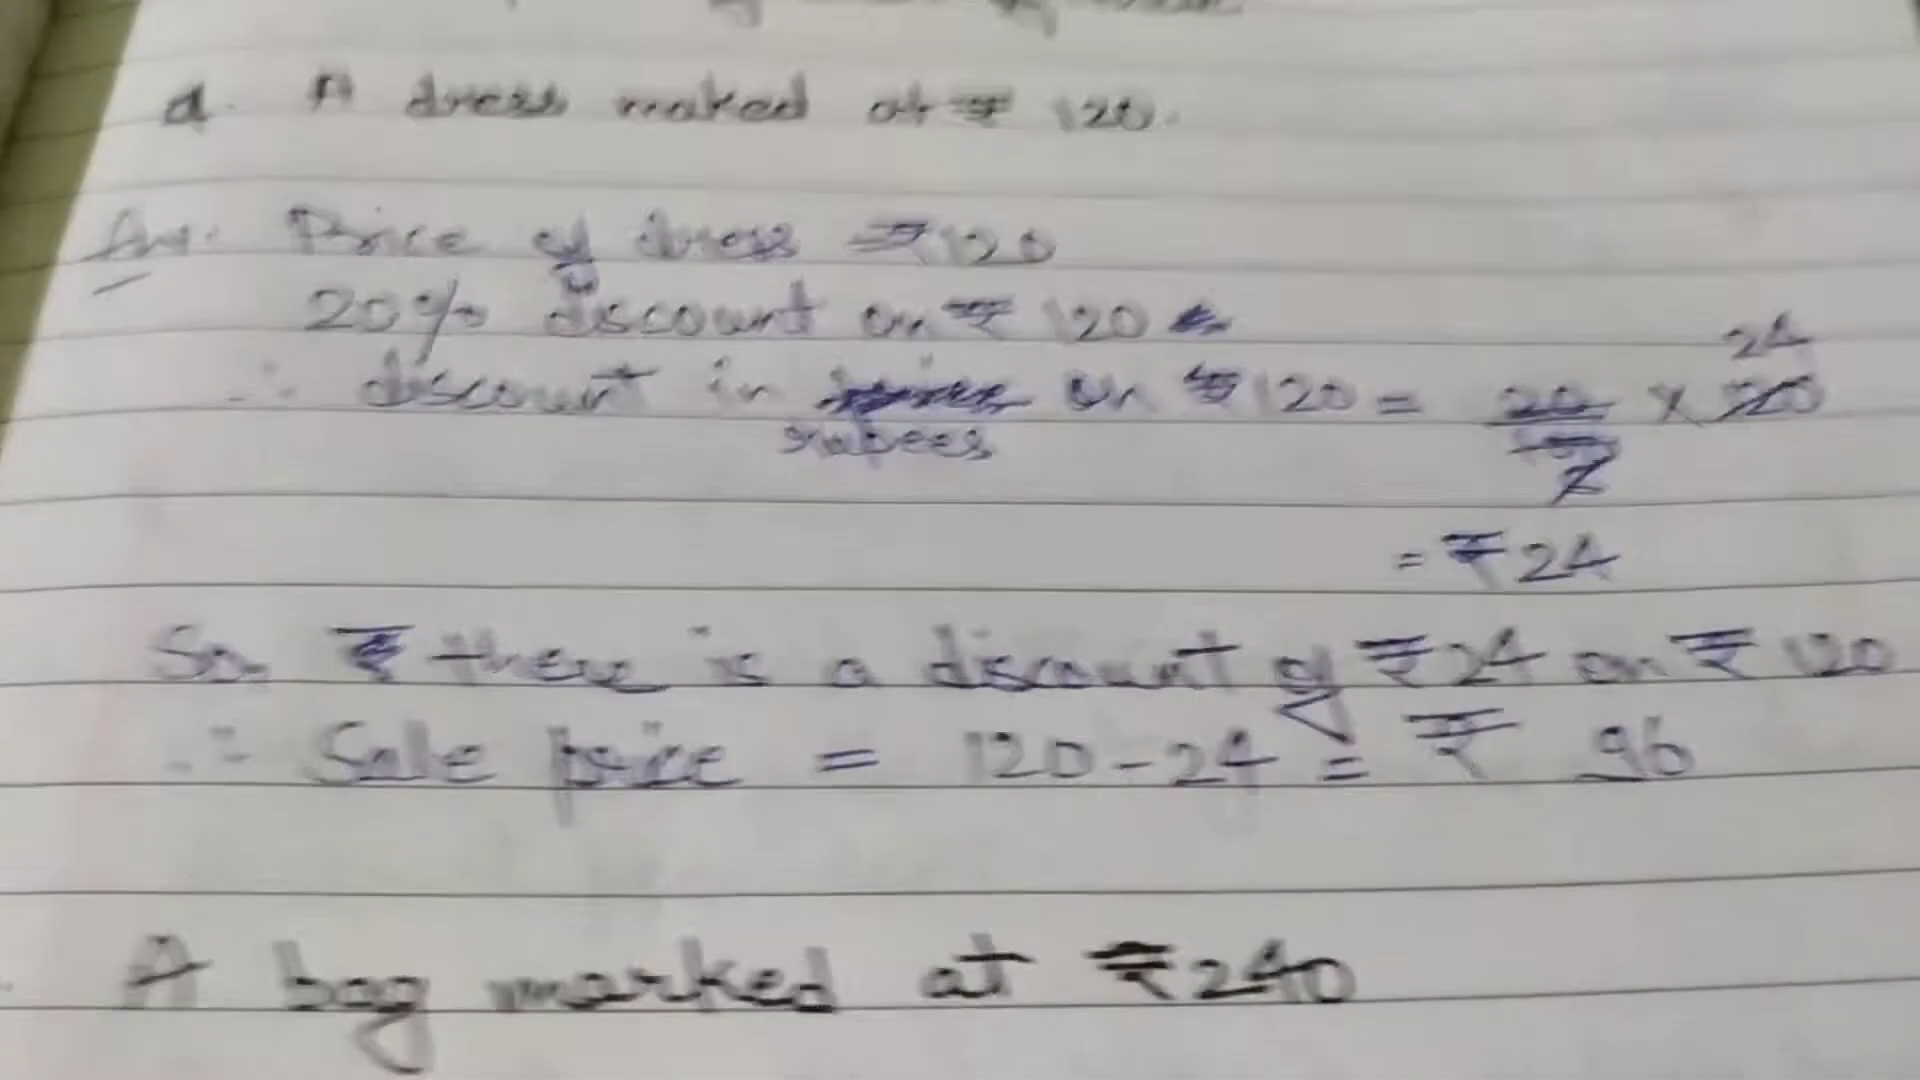 d. A dress maked at ₹ 120.
Ans. Price of dress = ₹120
20% discount on ₹ 120
∴ discount in on ₹120 = 20/100 × 120 24
rupees
= ₹24
So, there is a discount of ₹24 on ₹ 120
∴ Sale price = 120-24 = ₹ 96
A bag marked at ₹240